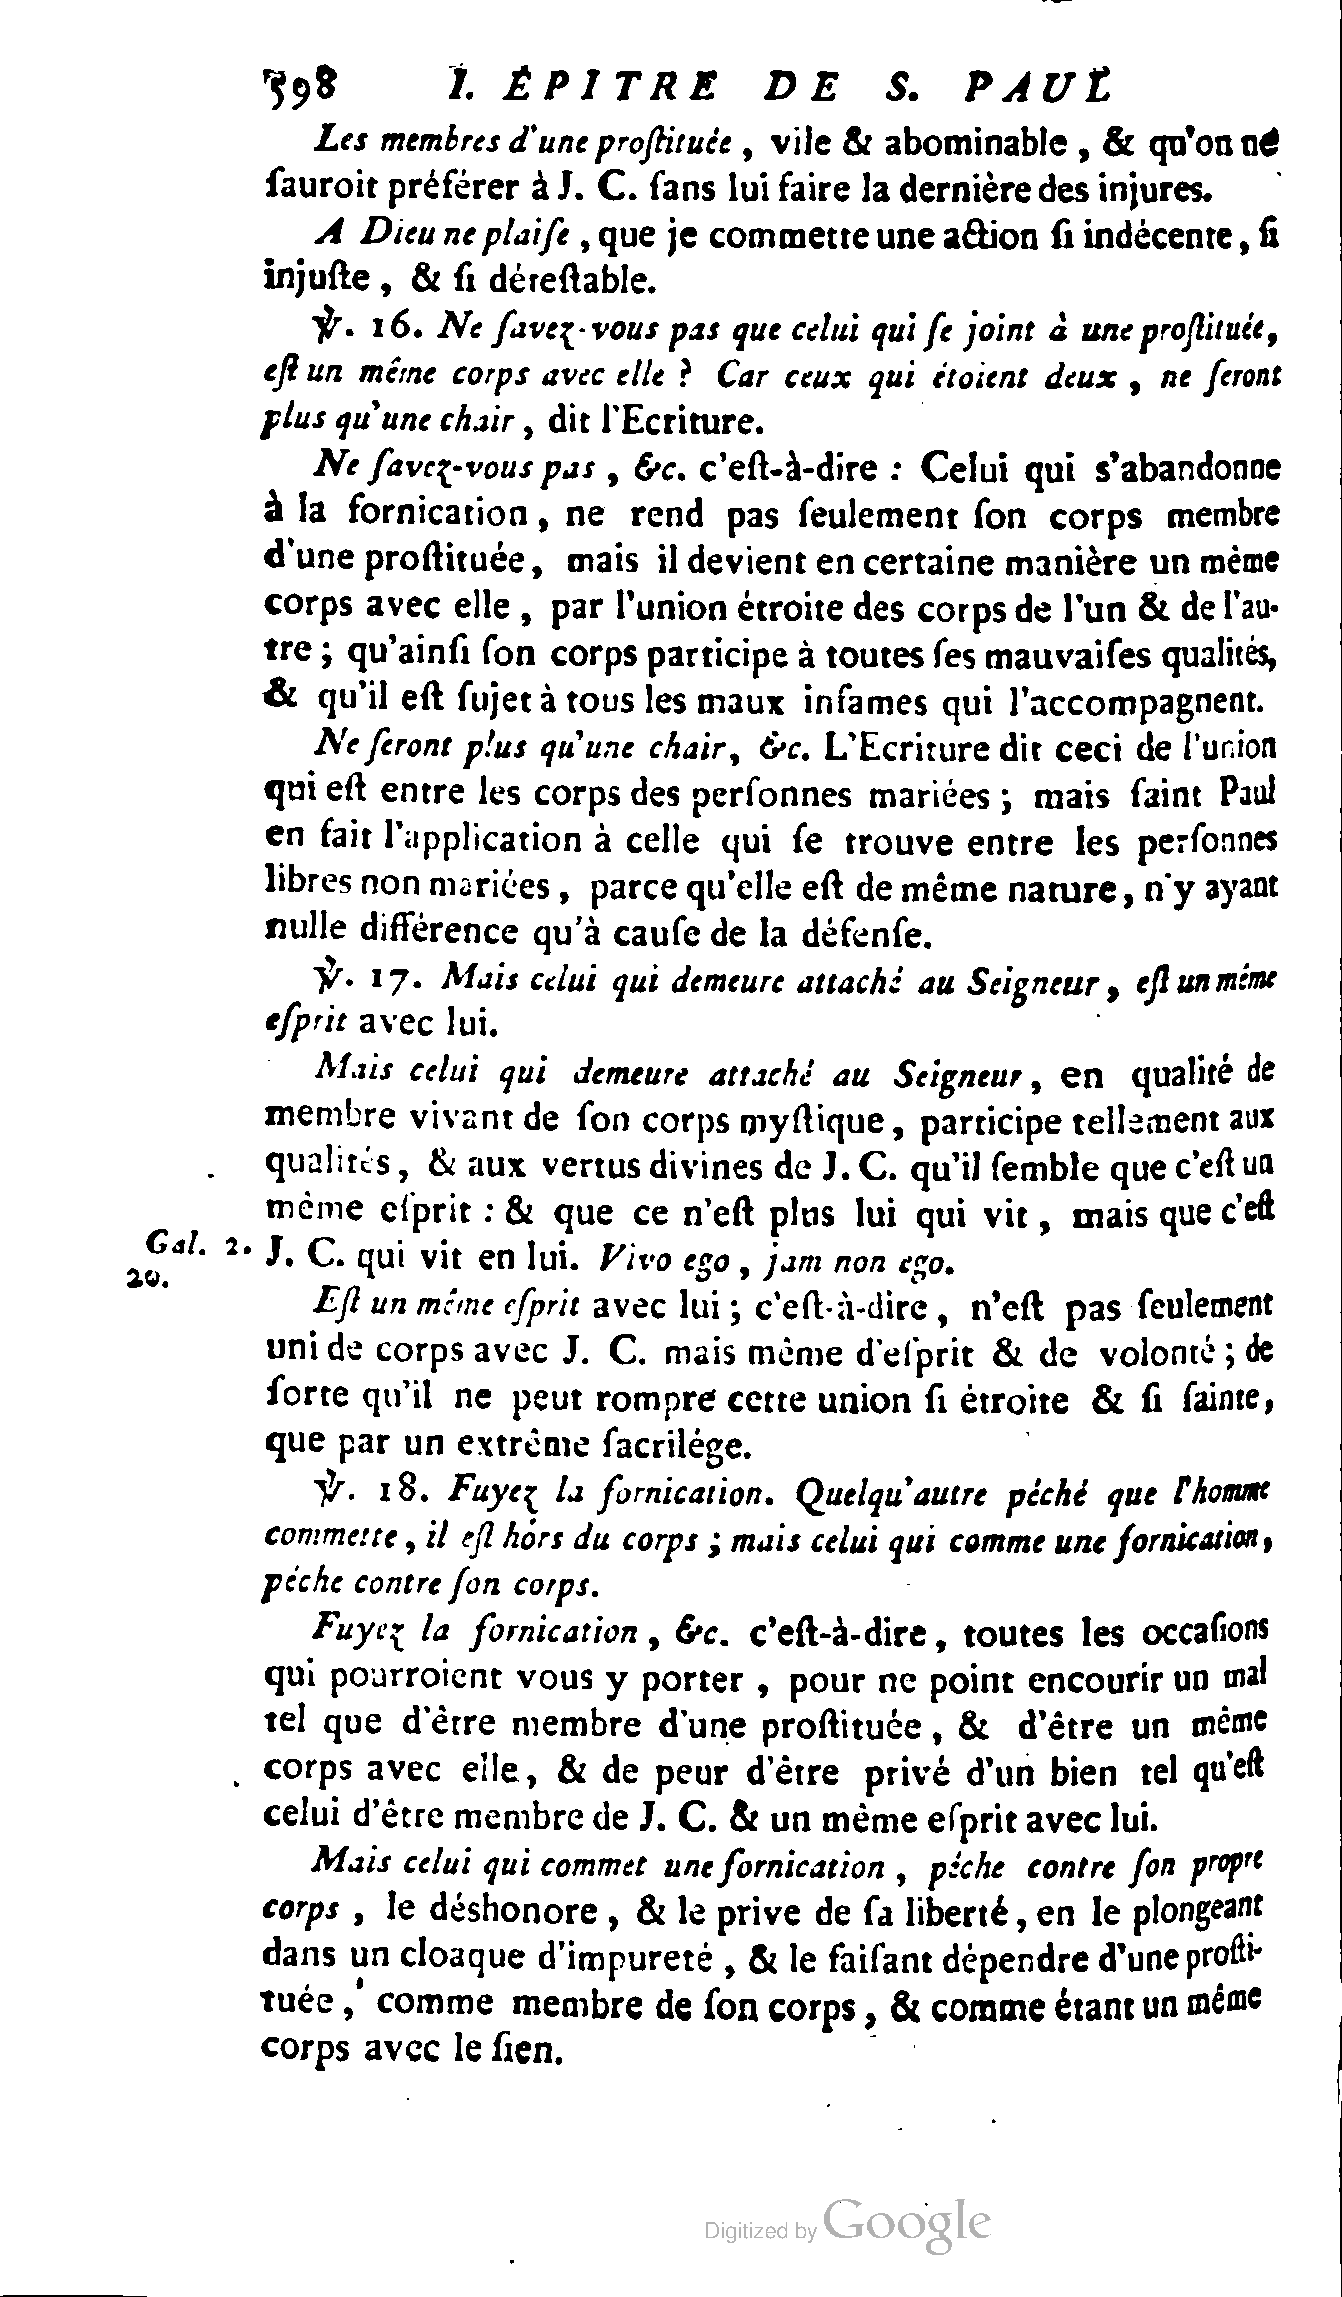 598 I. ÉPITRE DE S. PAUL
Les membres d'une proſtituée, vile & abominable, & qu'on ne
ſauroit préférer à J. C. ſans lui faire la dernière des injures.
A Dieu ne plaiſe, que je commette une action ſi indécente, ſi
injuſte, & ſi déteſtable.
℣. 16. Ne ſavez-vous pas que celui qui ſe joint à une proſtituée,
eſt un même corps avec elle ? Car ceux qui étoient deux, ne ſeront
plus qu'une chair, dit l'Ecriture.
Ne ſavez-vous pas, &c. c'eſt-à-dire : Celui qui s'abandonne
à la fornication, ne rend pas ſeulement ſon corps membre
d'une proſtituée, mais il devient en certaine manière un même
corps avec elle, par l'union étroite des corps de l'un & de l'au-
tre ; qu'ainſi ſon corps participe à toutes ſes mauvaiſes qualités,
& qu'il eſt ſujet à tous les maux infames qui l'accompagnent.
Ne ſeront plus qu'une chair, &c. L'Ecriture dit ceci de l'union
qui eſt entre les corps des perſonnes mariées ; mais ſaint Paul
en fait l'application à celle qui ſe trouve entre les perſonnes
libres non mariées, parce qu'elle eſt de même nature, n'y ayant
nulle différence qu'à cauſe de la défenſe.
℣. 17. Mais celui qui demeure attaché au Seigneur, eſt un même
eſprit avec lui.
Mais celui qui demeure attaché au Seigneur, en qualité de
membre vivant de ſon corps myſtique, participe tellement aux
qualités, & aux vertus divines de J. C. qu'il ſemble que c'eſt un
même eſprit : & que ce n'eſt plus lui qui vit, mais que c'eſt
Gal. 2. J. C. qui vit en lui. Vivo ego, jam non ego.
20.
Eſt un même eſprit avec lui ; c'eſt-à-dire, n'eſt pas ſeulement
uni de corps avec J. C. mais même d'eſprit & de volonté ; de
ſorte qu'il ne peut rompre cette union ſi étroite & ſi ſainte,
que par un extrême ſacrilége.
℣. 18. Fuyez la fornication. Quelqu'autre péché que l'homme
commette, il eſt hors du corps ; mais celui qui comme une fornication,
péche contre ſon corps.
Fuyez la fornication, &c. c'eſt-à-dire, toutes les occaſions
qui pourroient vous y porter, pour ne point encourir un mal
tel que d'être membre d'une proſtituée, & d'être un même
corps avec elle, & de peur d'être privé d'un bien tel qu'eſt
celui d'être membre de J. C. & un même eſprit avec lui.
Mais celui qui commet une fornication, péche contre ſon propre
corps, le déshonore, & le prive de ſa liberté, en le plongeant
dans un cloaque d'impureté, & le faiſant dépendre d'une proſti-
tuée, comme membre de ſon corps, & comme étant un même
corps avec le ſien.
Digitized by Google